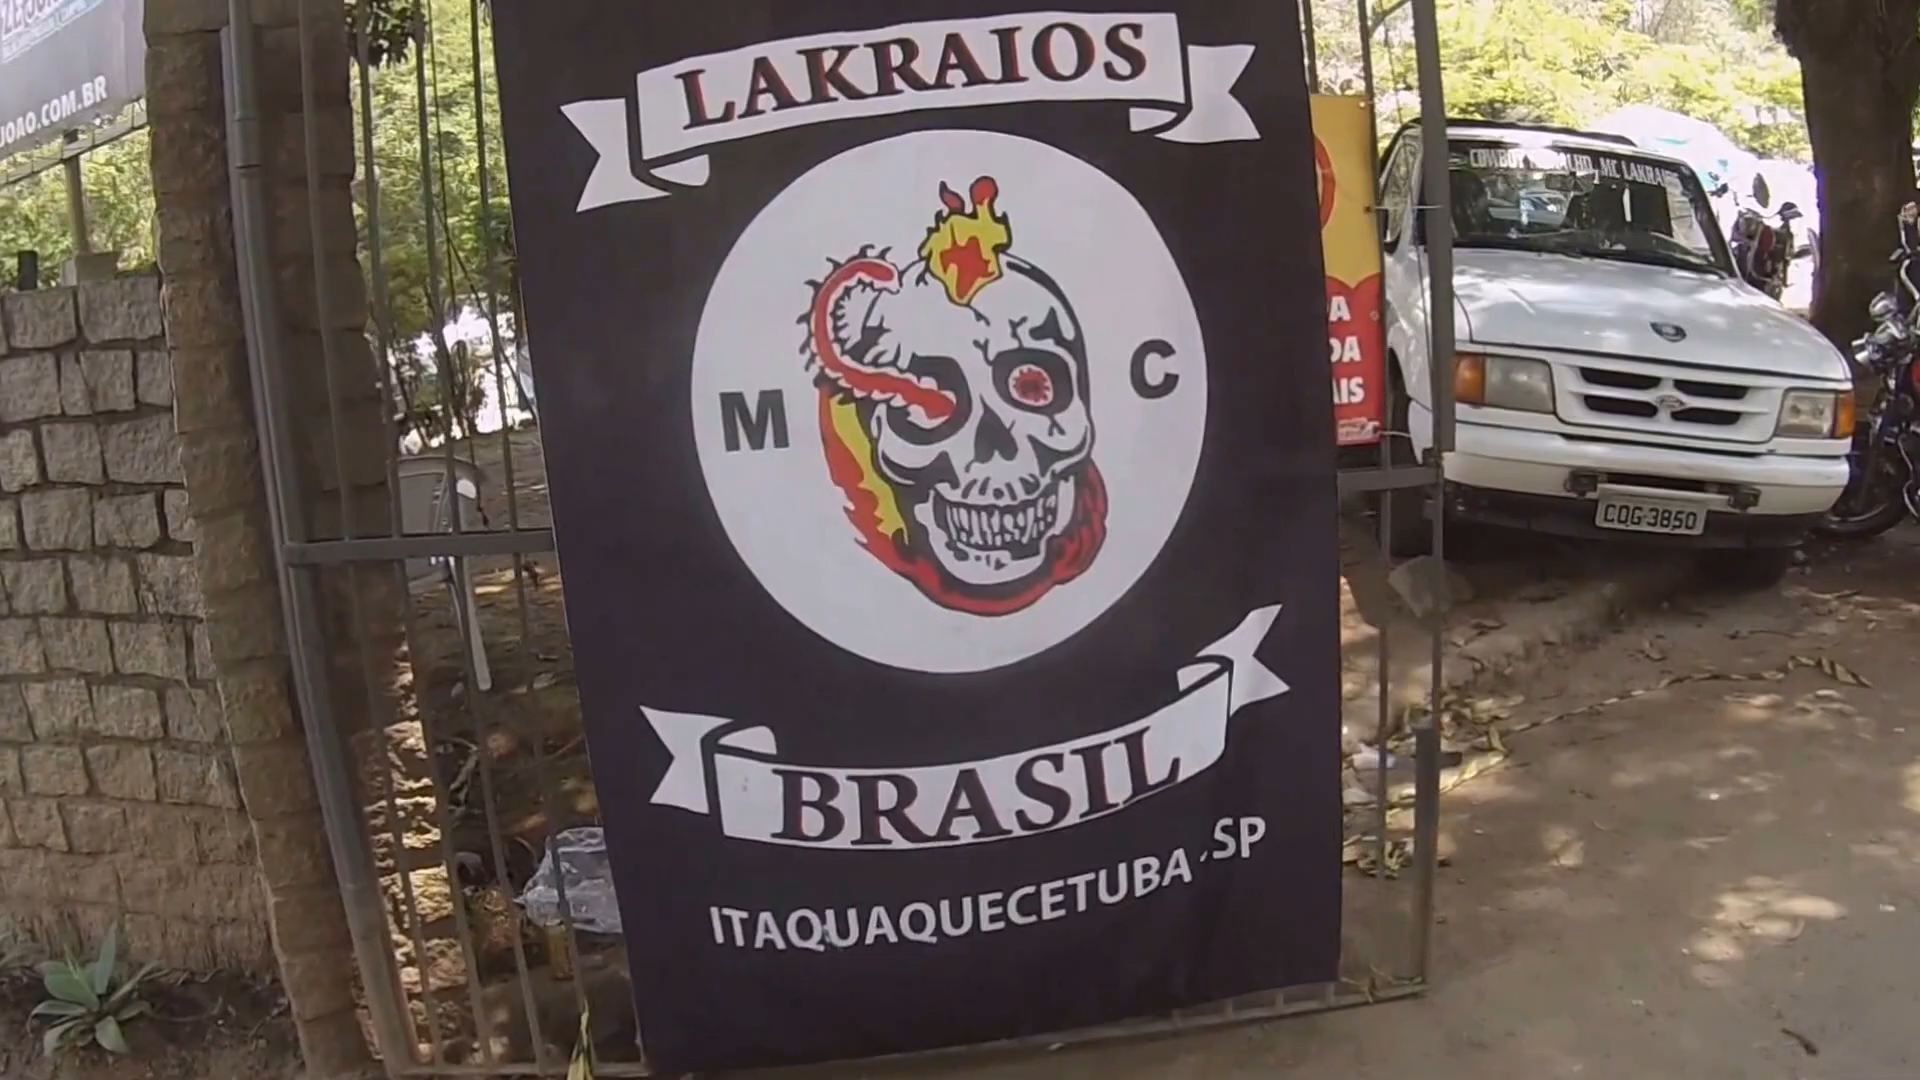 JOAO.COM.BR
LAKRAIOS
M C
BRASIL
ITAQUAQUECETUBA-SP
MC LAKRAIOS
CQG-3850